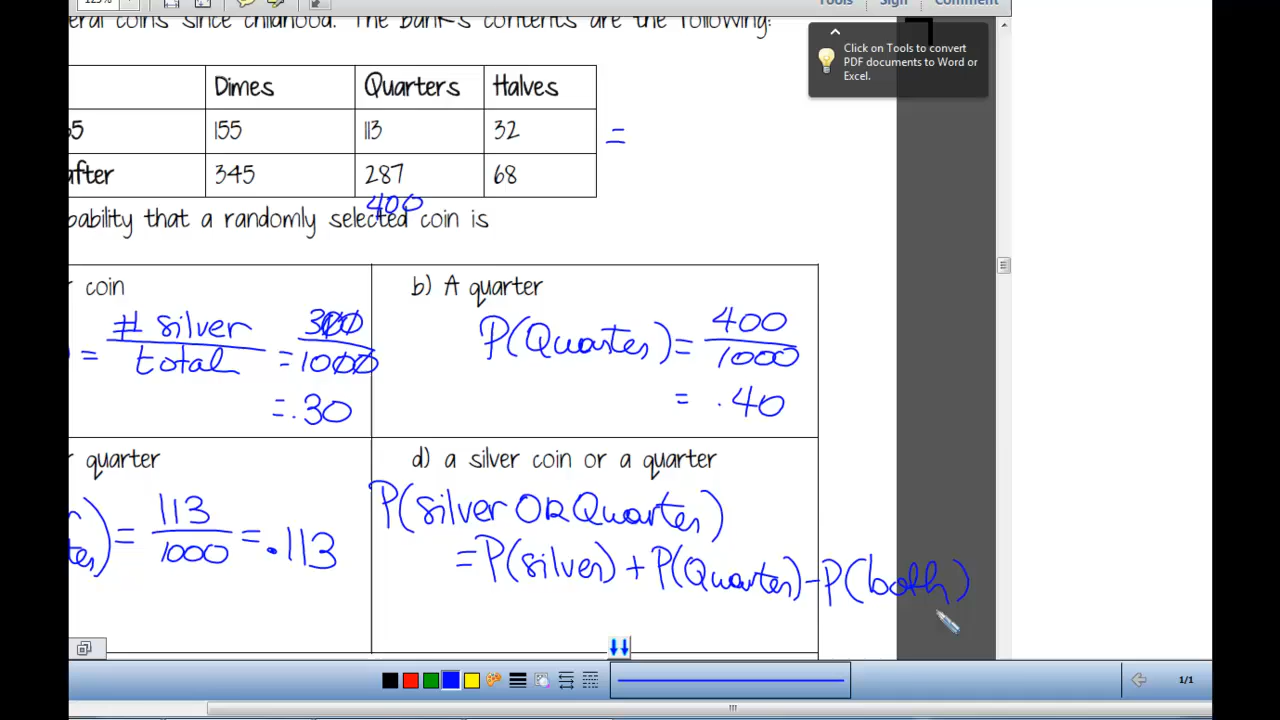 Tools Sign Comment
eral coins since childhood. The bank's contents are the following:
Click on Tools to convert
PDF documents to Word or
Excel.
Dimes Quarters Halves
155 113 32 =
after 345 287 68
400
bability that a randomly selected coin is
coin
# silver / total = 300/1000
= .30
b) A quarter
P(Quarter) = 400/1000
= .40
quarter
= 113/1000 = .113
d) a silver coin or a quarter
P(silver OR Quarter)
=P(silver) + P(Quarter) - P(both)
1/1